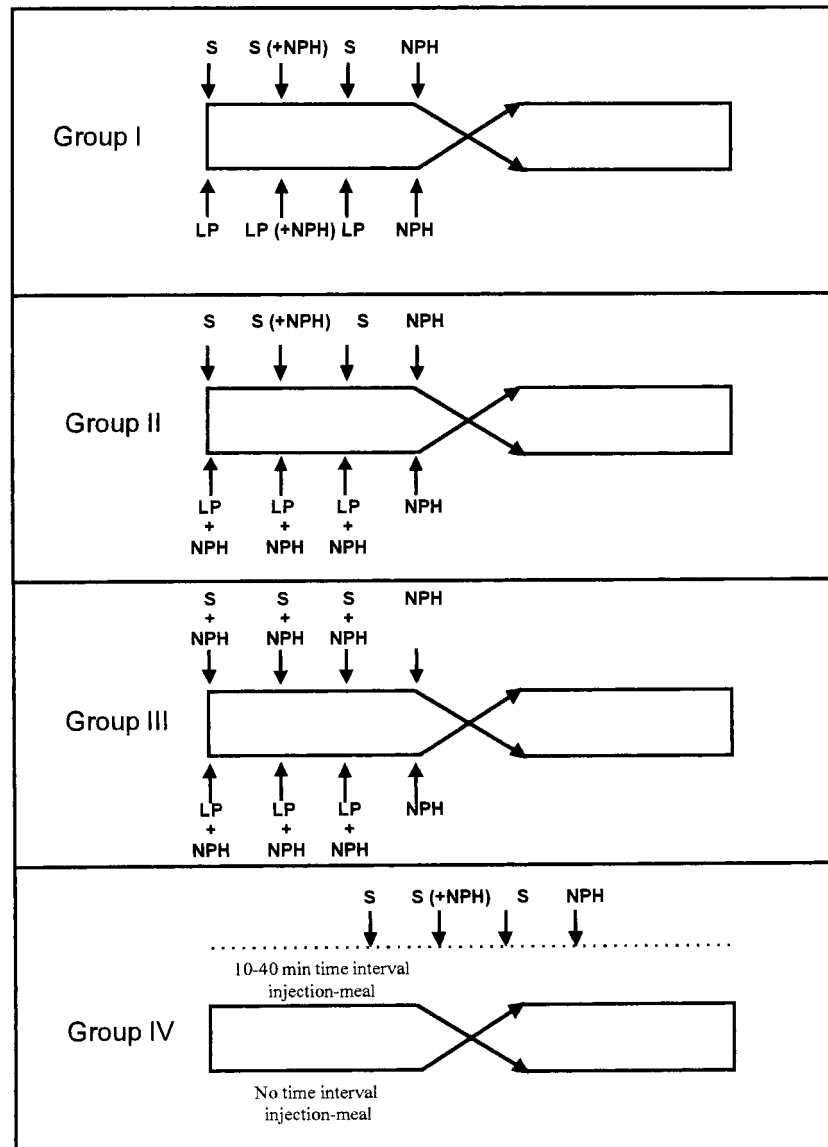 S S (+NPH) S NPH
Group I
LP LP (+NPH) LP NPH
S S (+NPH) S NPH
Group II
LP LP LP NPH
+ + +
NPH NPH NPH
S S S NPH
+ + +
NPH NPH NPH
Group III
LP LP LP NPH
+ + +
NPH NPH NPH
S S (+NPH) S NPH
10-40 min time interval
injection-meal
Group IV
No time interval
injection-meal